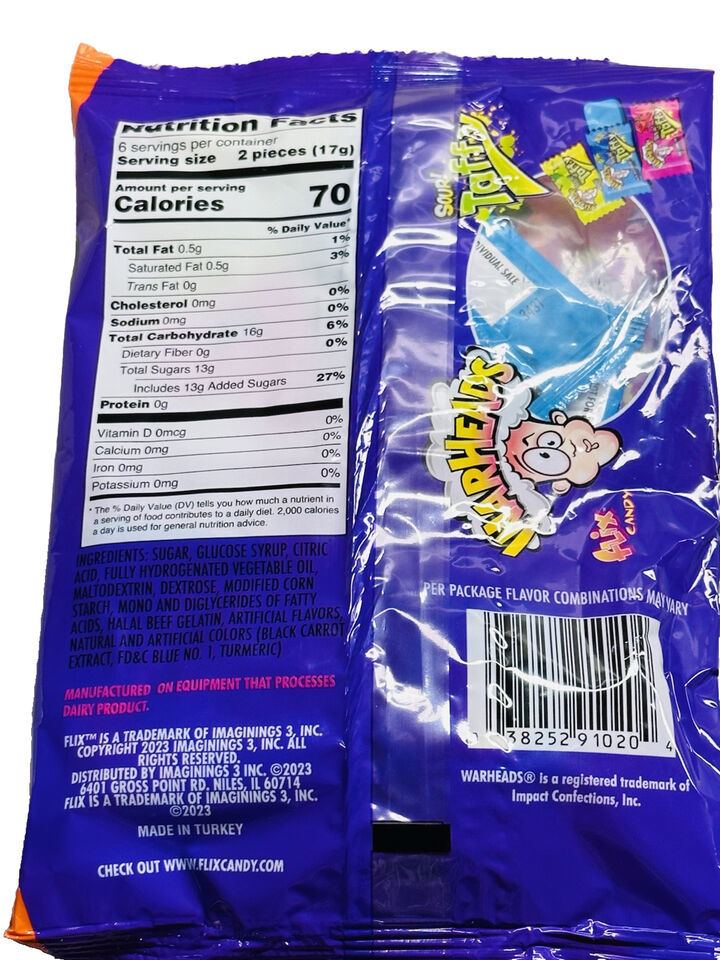 Nutrition Facts
6 servings per container
Serving size 2 pieces (17g)
Amount per serving
Calories 70
% Daily Value*
Total Fat 0.5g 1%
Saturated Fat 0.5g 3%
Trans Fat 0g
Cholesterol 0mg 0%
Sodium 0mg 0%
Total Carbohydrate 16g 6%
Dietary Fiber 0g 0%
Total Sugars 13g
Includes 13g Added Sugars 27%
Protein 0g
Vitamin D 0mcg 0%
Calcium 0mg 0%
Iron 0mg 0%
Potassium 0mg 0%
* The % Daily Value (DV) tells you how much a nutrient in
a serving of food contributes to a daily diet. 2,000 calories
a day is used for general nutrition advice.
INGREDIENTS: SUGAR, GLUCOSE SYRUP, CITRIC
ACID, FULLY HYDROGENATED VEGETABLE OIL,
MALTODEXTRIN, DEXTROSE, MODIFIED CORN
STARCH, MONO AND DIGLYCERIDES OF FATTY
ACIDS, HALAL BEEF GELATIN, ARTIFICIAL FLAVORS,
NATURAL AND ARTIFICIAL COLORS (BLACK CARROT
EXTRACT, FD&C BLUE NO. 1, TURMERIC)
MANUFACTURED ON EQUIPMENT THAT PROCESSES
DAIRY PRODUCT.
FLIX™ IS A TRADEMARK OF IMAGININGS 3, INC.
COPYRIGHT 2023 IMAGININGS 3, INC. ALL
RIGHTS RESERVED.
DISTRIBUTED BY IMAGININGS 3 INC. ©2023
6401 GROSS POINT RD. NILES, IL 60714
FLIX IS A TRADEMARK OF IMAGININGS 3, INC.
©2023
MADE IN TURKEY
CHECK OUT WWW.FLIXCANDY.COM
SOUR!
Taffy
IVIDUAL SALE
WARHEADS
flix
CANDY
PER PACKAGE FLAVOR COMBINATIONS MAY VARY
38252 91020 4
WARHEADS® is a registered trademark of
Impact Confections, Inc.